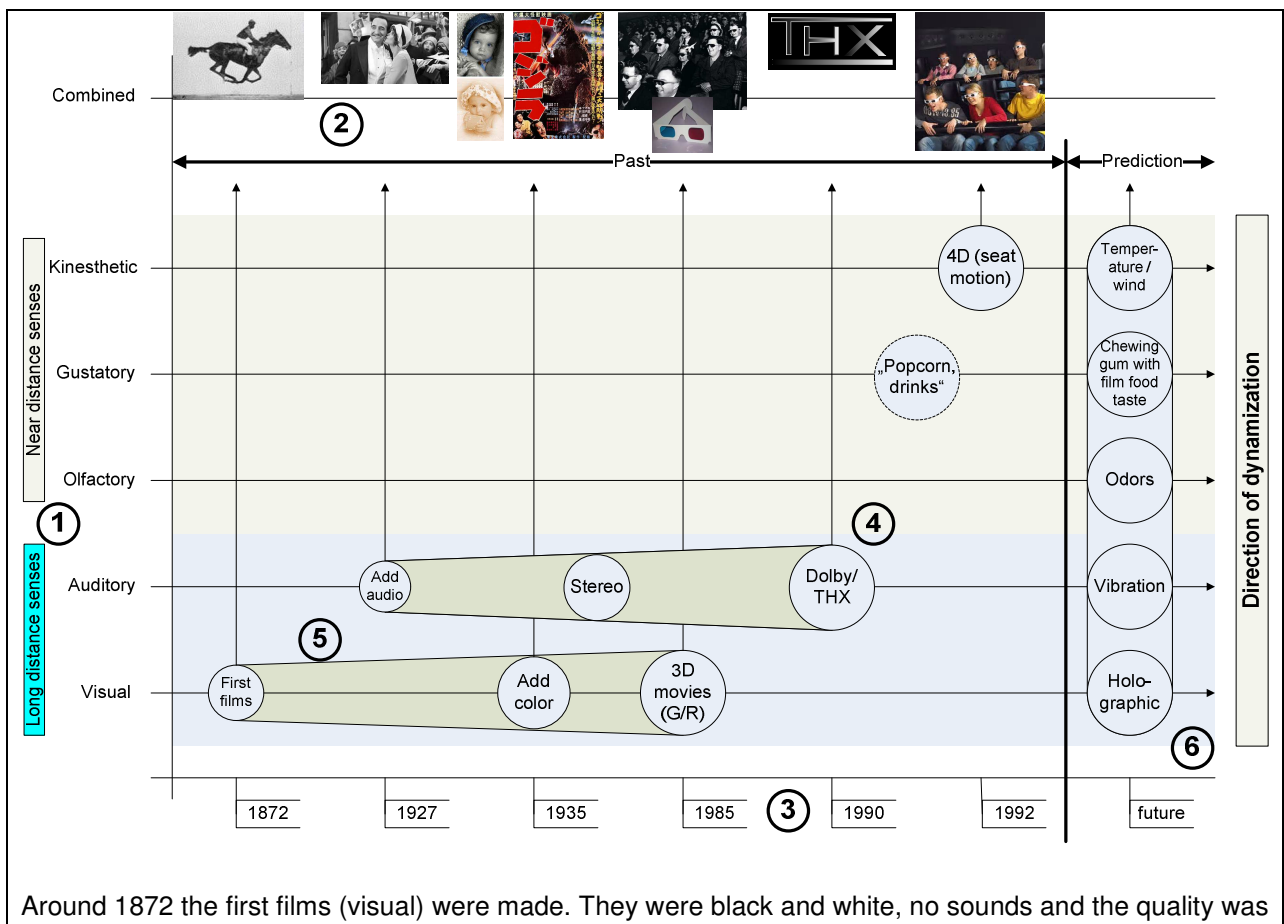 THX
ゴジラ
Combined
2
Past
Prediction
Near distance senses
Kinesthetic
4D (seat
motion)
Temper-
ature /
wind
Gustatory
„Popcorn,
drinks“
Chewing
gum with
film food
taste
Olfactory
Odors
Direction of dynamization
1
4
Long distance senses
Auditory
Add
audio
Stereo
Dolby/
THX
Vibration
5
Visual
First
films
Add
color
3D
movies
(G/R)
Holo-
graphic
6
1872
1927
1935
1985
3
1990
1992
future
Around 1872 the first films (visual) were made. They were black and white, no sounds and the quality was